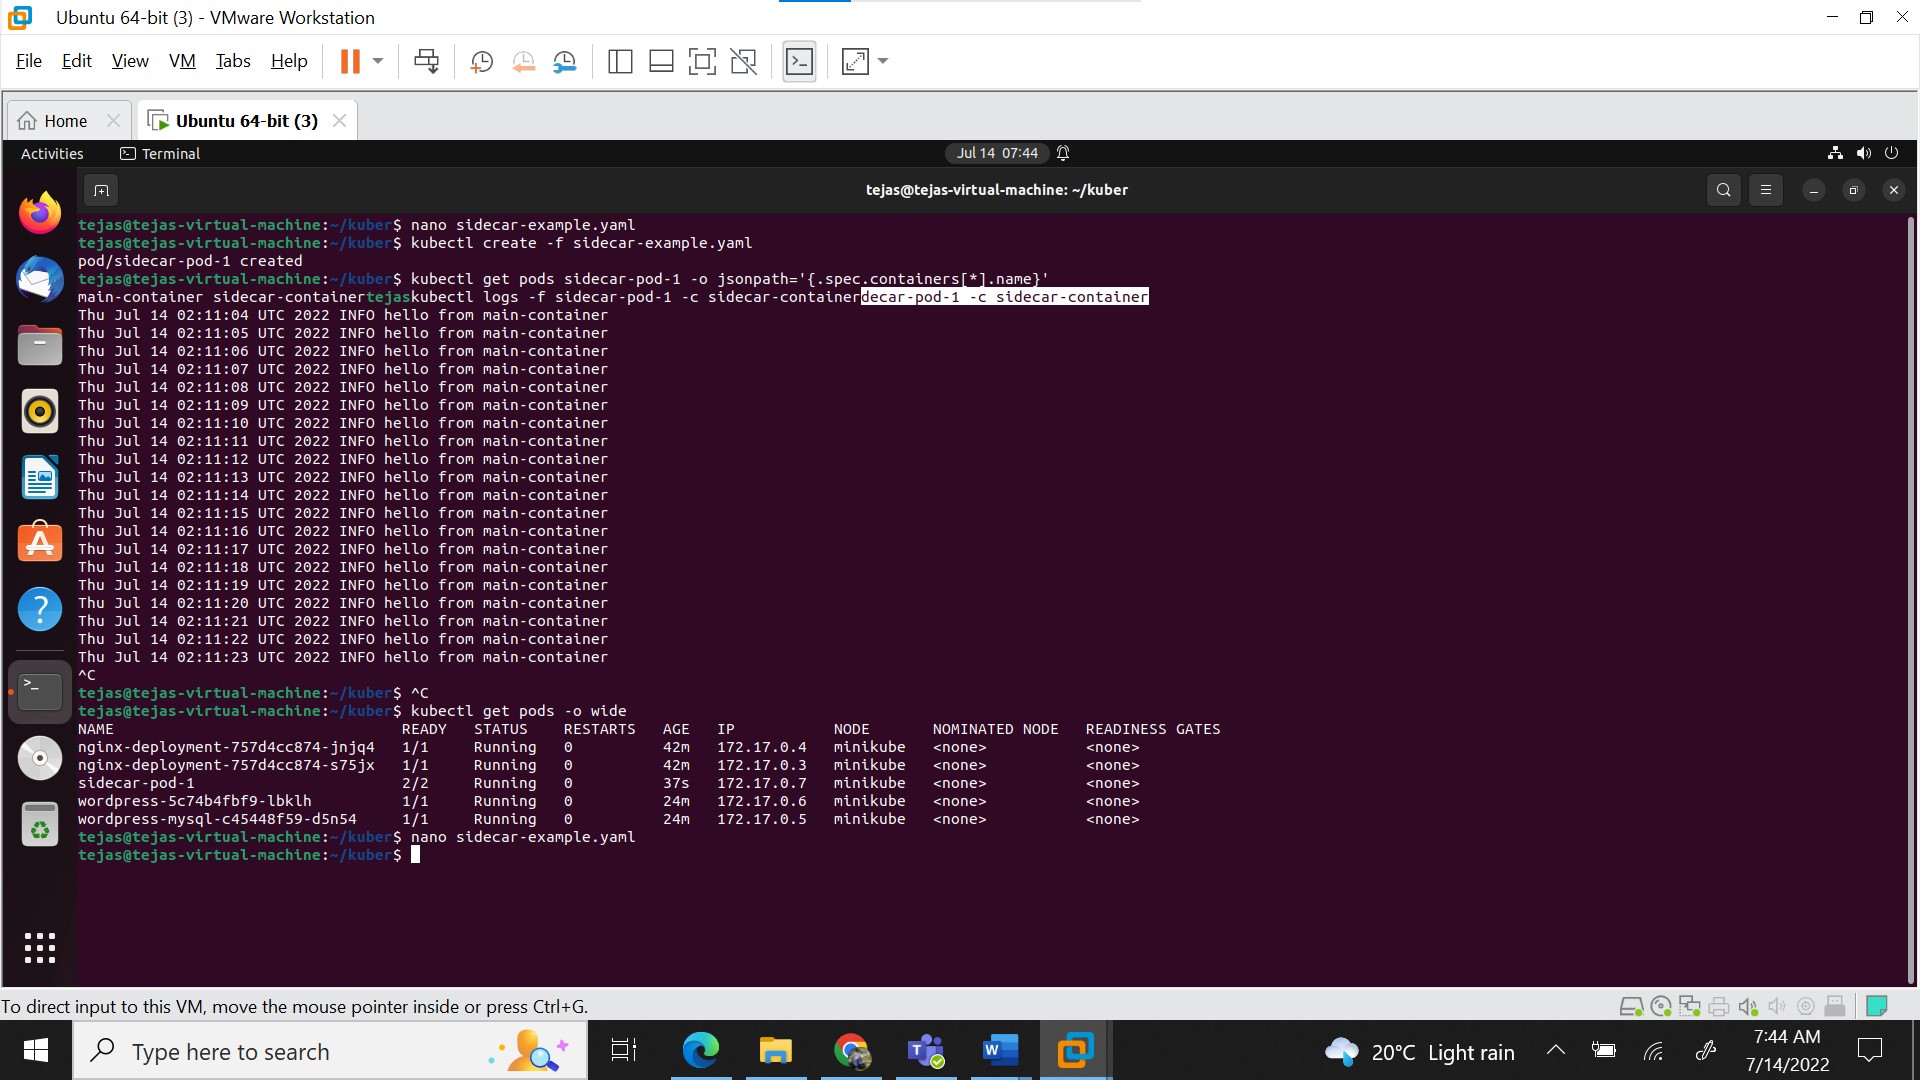 Ubuntu 64-bit (3) - VMware Workstation
File Edit View VM Tabs Help
Home Ubuntu 64-bit (3)
Activities Terminal Jul 14 07:44
tejas@tejas-virtual-machine: ~/kuber
tejas@tejas-virtual-machine:~/kuber$ nano sidecar-example.yaml
tejas@tejas-virtual-machine:~/kuber$ kubectl create -f sidecar-example.yaml
pod/sidecar-pod-1 created
tejas@tejas-virtual-machine:~/kuber$ kubectl get pods sidecar-pod-1 -o jsonpath='{.spec.containers[*].name}'
main-container sidecar-containertejaskubectl logs -f sidecar-pod-1 -c sidecar-containerdecar-pod-1 -c sidecar-container
Thu Jul 14 02:11:04 UTC 2022 INFO hello from main-container
Thu Jul 14 02:11:05 UTC 2022 INFO hello from main-container
Thu Jul 14 02:11:06 UTC 2022 INFO hello from main-container
Thu Jul 14 02:11:07 UTC 2022 INFO hello from main-container
Thu Jul 14 02:11:08 UTC 2022 INFO hello from main-container
Thu Jul 14 02:11:09 UTC 2022 INFO hello from main-container
Thu Jul 14 02:11:10 UTC 2022 INFO hello from main-container
Thu Jul 14 02:11:11 UTC 2022 INFO hello from main-container
Thu Jul 14 02:11:12 UTC 2022 INFO hello from main-container
Thu Jul 14 02:11:13 UTC 2022 INFO hello from main-container
Thu Jul 14 02:11:14 UTC 2022 INFO hello from main-container
Thu Jul 14 02:11:15 UTC 2022 INFO hello from main-container
Thu Jul 14 02:11:16 UTC 2022 INFO hello from main-container
Thu Jul 14 02:11:17 UTC 2022 INFO hello from main-container
Thu Jul 14 02:11:18 UTC 2022 INFO hello from main-container
Thu Jul 14 02:11:19 UTC 2022 INFO hello from main-container
Thu Jul 14 02:11:20 UTC 2022 INFO hello from main-container
Thu Jul 14 02:11:21 UTC 2022 INFO hello from main-container
Thu Jul 14 02:11:22 UTC 2022 INFO hello from main-container
Thu Jul 14 02:11:23 UTC 2022 INFO hello from main-container
^C
tejas@tejas-virtual-machine:~/kuber$ ^C
tejas@tejas-virtual-machine:~/kuber$ kubectl get pods -o wide
NAME READY STATUS RESTARTS AGE IP NODE NOMINATED NODE READINESS GATES
nginx-deployment-757d4cc874-jnjq4 1/1 Running 0 42m 172.17.0.4 minikube <none> <none>
nginx-deployment-757d4cc874-s75jx 1/1 Running 0 42m 172.17.0.3 minikube <none> <none>
sidecar-pod-1 2/2 Running 0 37s 172.17.0.7 minikube <none> <none>
wordpress-5c74b4fbf9-lbklh 1/1 Running 0 24m 172.17.0.6 minikube <none> <none>
wordpress-mysql-c45448f59-d5n54 1/1 Running 0 24m 172.17.0.5 minikube <none> <none>
tejas@tejas-virtual-machine:~/kuber$ nano sidecar-example.yaml
tejas@tejas-virtual-machine:~/kuber$
To direct input to this VM, move the mouse pointer inside or press Ctrl+G.
Type here to search
20°C Light rain
7:44 AM
7/14/2022